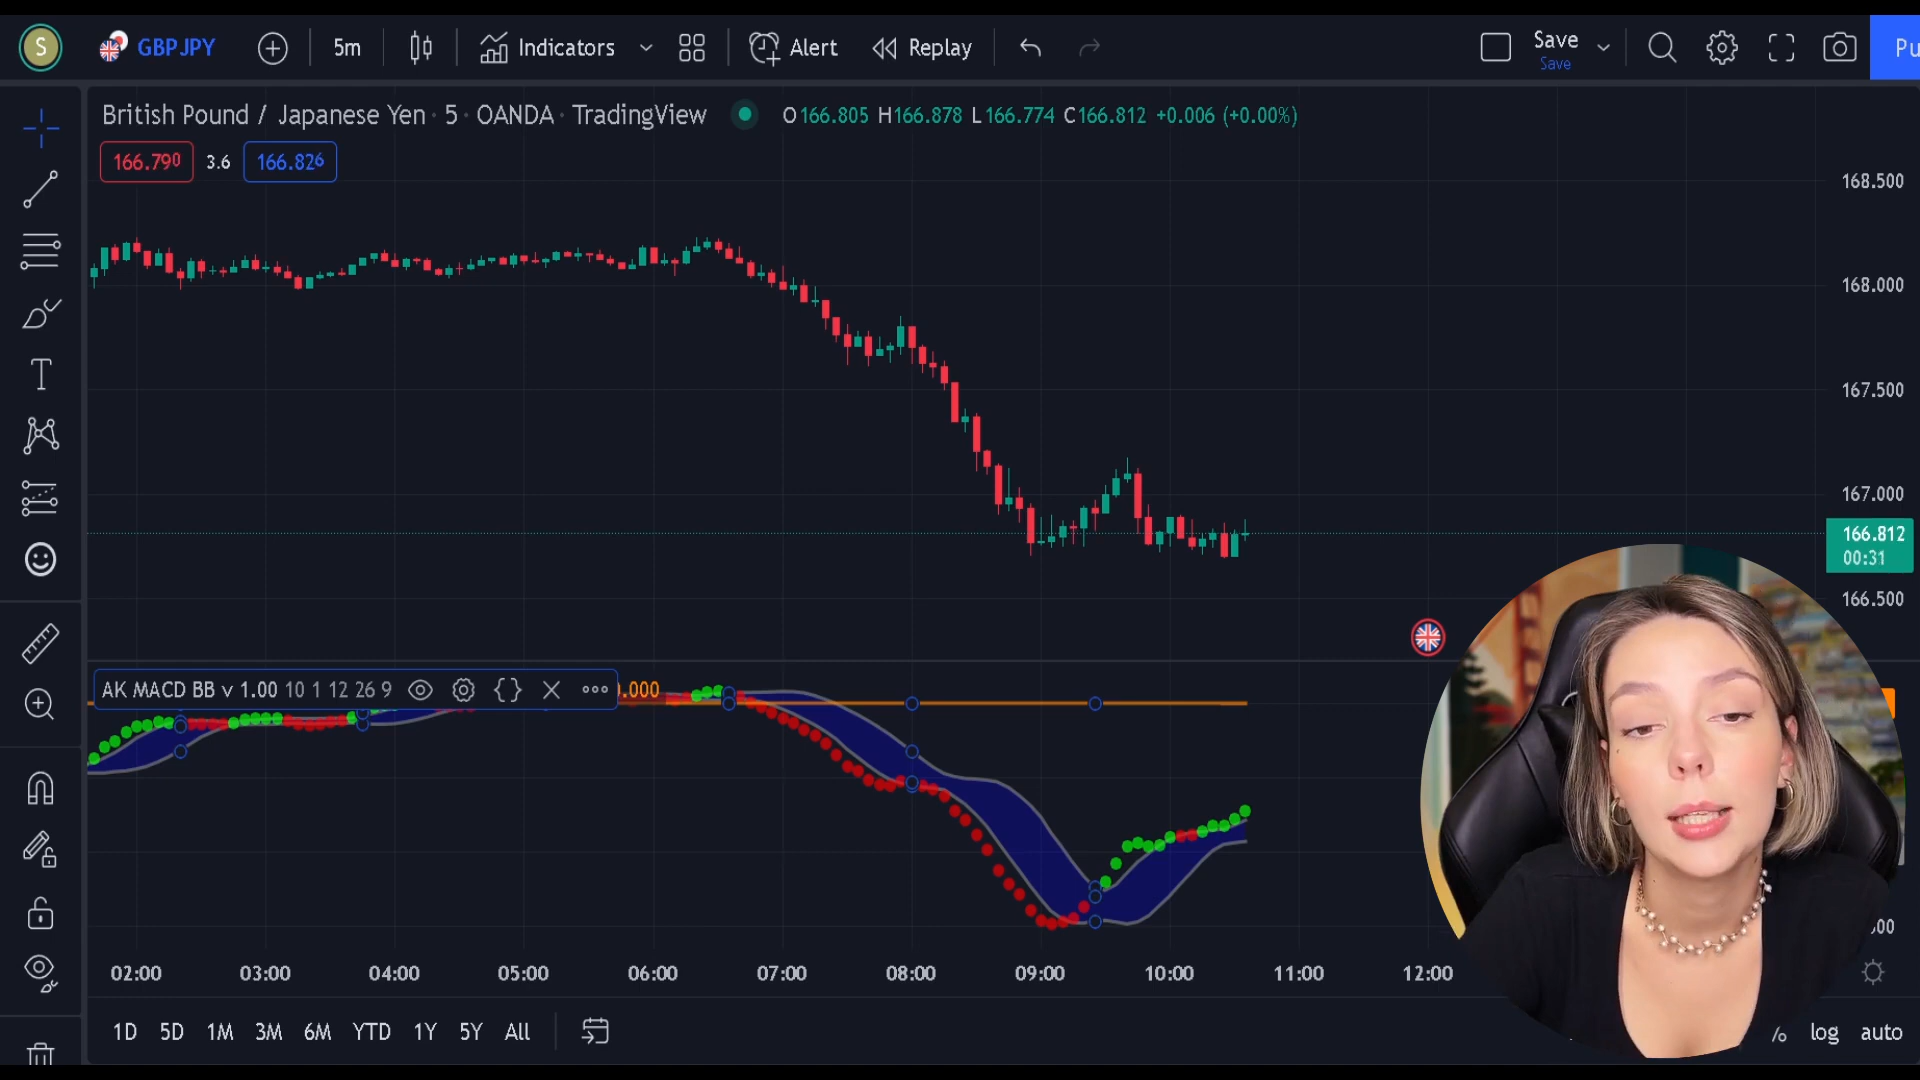 S GBPJPY 5m Indicators Alert Replay Save
Save
British Pound / Japanese Yen · 5 · OANDA · TradingView O166.805 H166.878 L166.774 C166.812 +0.006 (+0.00%)
166.790 3.6 166.826
168.500
168.000
167.500
167.000
166.812
00:31
166.500
AK MACD BB v 1.00 10 1 12 26 9
02:00 03:00 04:00 05:00 06:00 07:00 08:00 09:00 10:00 11:00 12:00
1D 5D 1M 3M 6M YTD 1Y 5Y All log auto